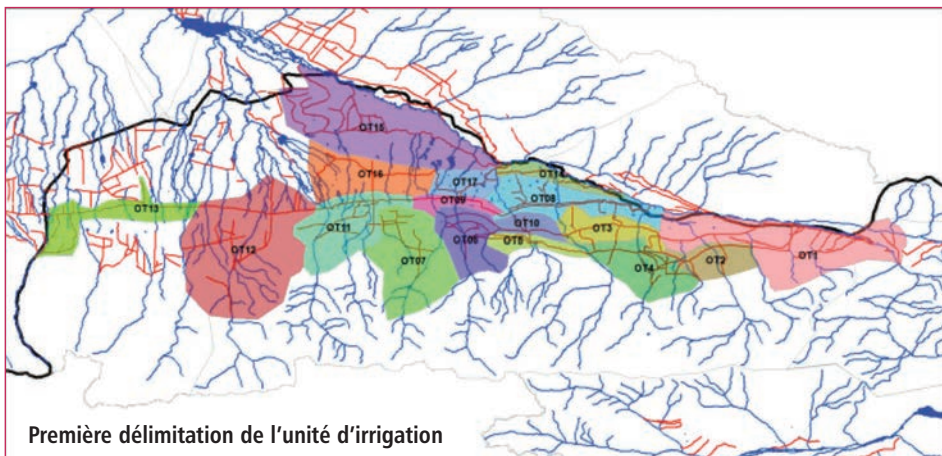 OT15
OT16
OT17
OT14
OT09
OT08
OT13
OT10
OT3
OT11
OT12
OT07
OT06
OT5
OT4
OT2
OT1
Première délimitation de l'unité d'irrigation